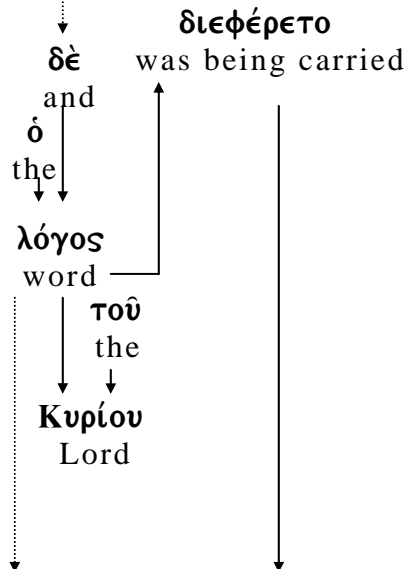 διεφέρετο
was being carried
δὲ
and
ὁ
the
λόγος
word
τοῦ
the
Κυρίου
Lord